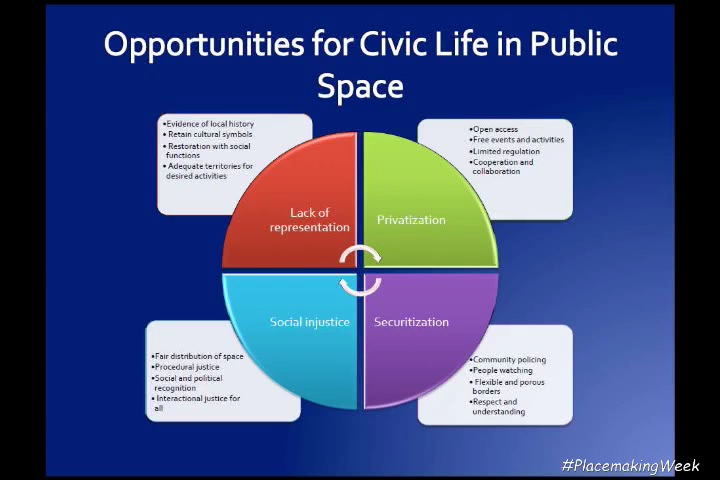 Opportunities for Civic Life in Public
Space
•Evidence of local history
• Retain cultural symbols
• Restoration with social
functions
• Adequate territories for
desired activities
•Open access
•Free events and activities
•Limited regulation
•Cooperation and
collaboration
Lack of
representation
Privatization
Social injustice
Securitization
•Fair distribution of space
•Procedural justice
•Social and political
recognition
• Interactional justice for
all
•Community policing
•People watching
• Flexible and porous
borders
•Respect and
understanding
#PlacemakingWeek